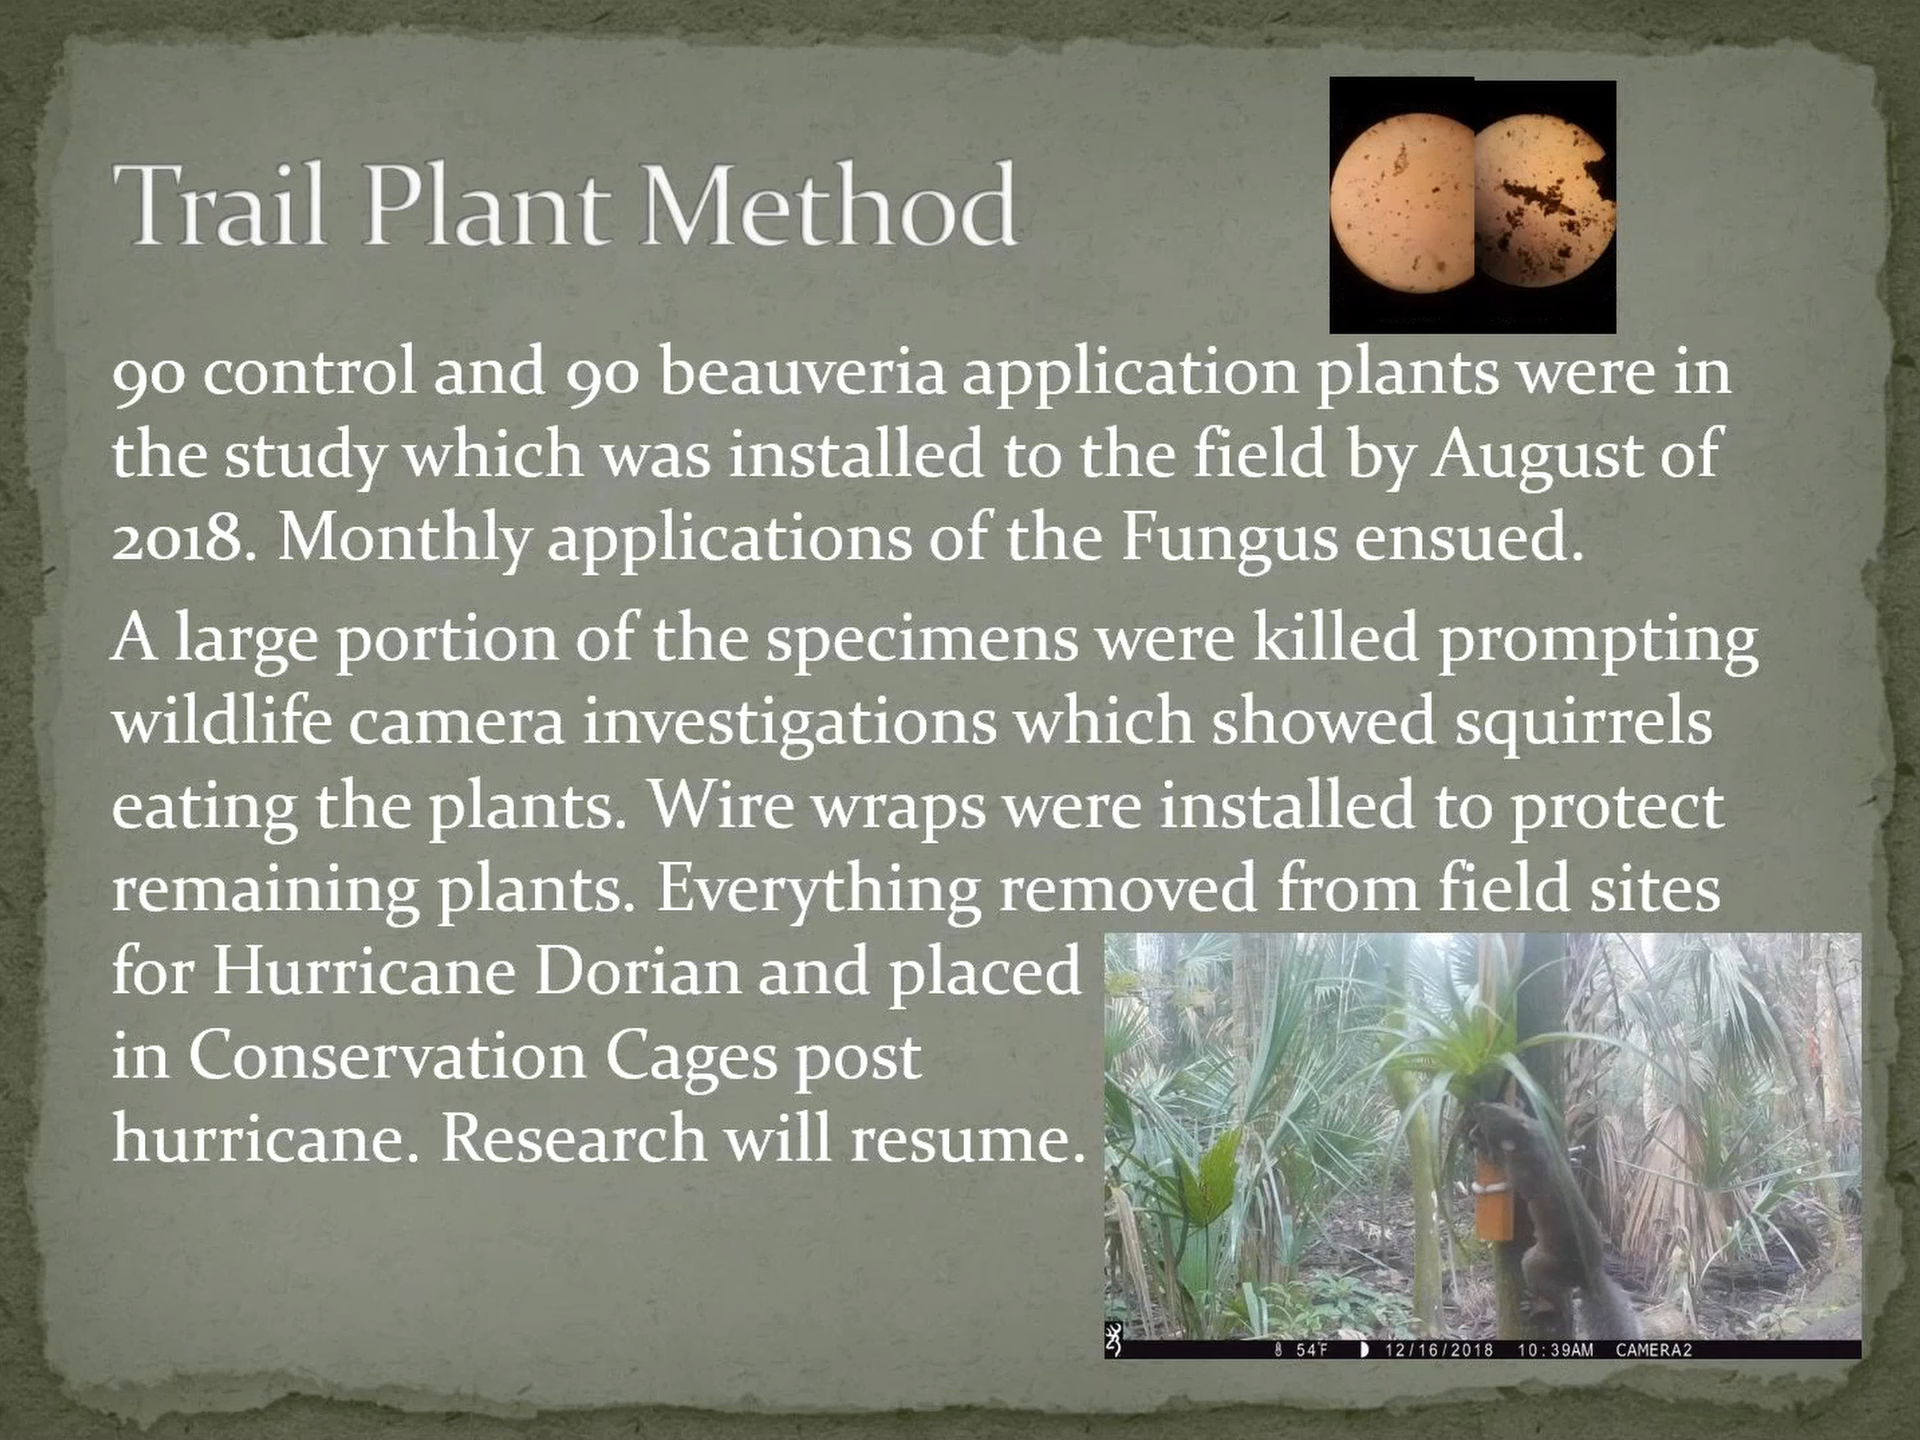 Trail Plant Method
90 control and 90 beauveria application plants were in
the study which was installed to the field by August of
2018. Monthly applications of the Fungus ensued.
A large portion of the specimens were killed prompting
wildlife camera investigations which showed squirrels
eating the plants. Wire wraps were installed to protect
remaining plants. Everything removed from field sites
for Hurricane Dorian and placed
in Conservation Cages post
hurricane. Research will resume.
54°F 12/16/2018 10:39AM CAMERA2